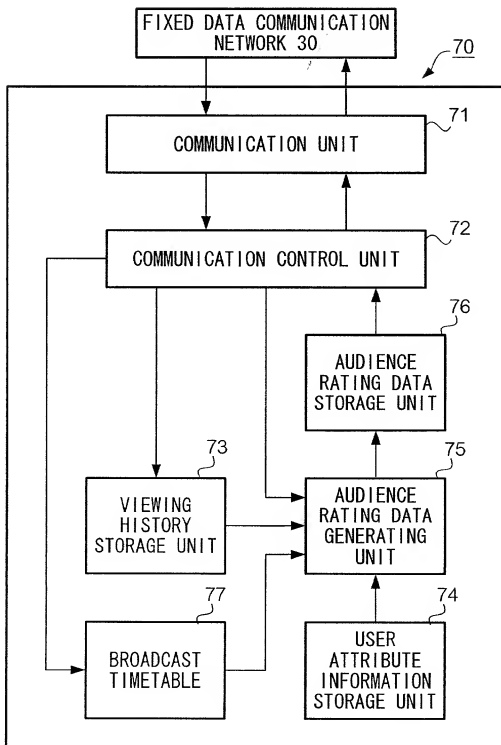 FIXED DATA COMMUNICATION
NETWORK 30
70
71
COMMUNICATION UNIT
72
COMMUNICATION CONTROL UNIT
76
AUDIENCE
RATING DATA
STORAGE UNIT
73
VIEWING
HISTORY
STORAGE UNIT
75
AUDIENCE
RATING DATA
GENERATING
UNIT
77
BROADCAST
TIMETABLE
74
USER
ATTRIBUTE
INFORMATION
STORAGE UNIT